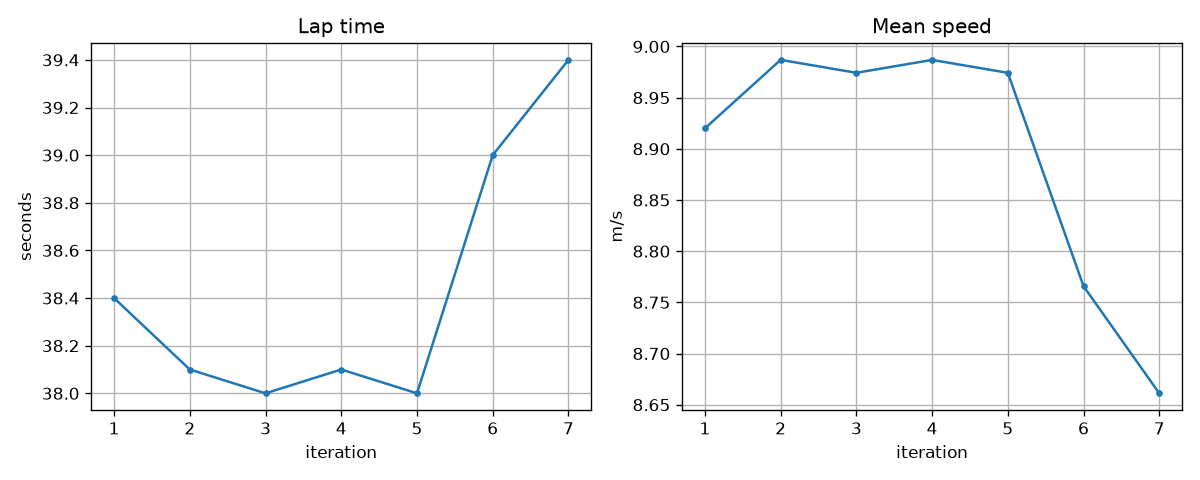 Lap time
seconds
39.4
39.2
39.0
38.8
38.6
38.4
38.2
38.0
1 2 3 4 5 6 7
iteration
Mean speed
m/s
9.00
8.95
8.90
8.85
8.80
8.75
8.70
8.65
1 2 3 4 5 6 7
iteration